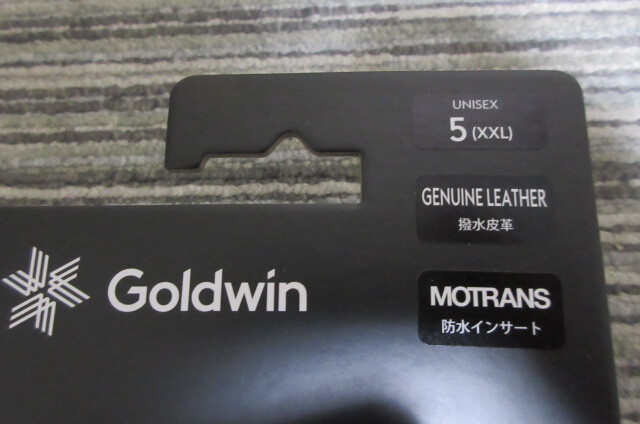 UNISEX
5 (XXL)
GENUINE LEATHER
撥水皮革
Goldwin
MOTRANS
防水インサート